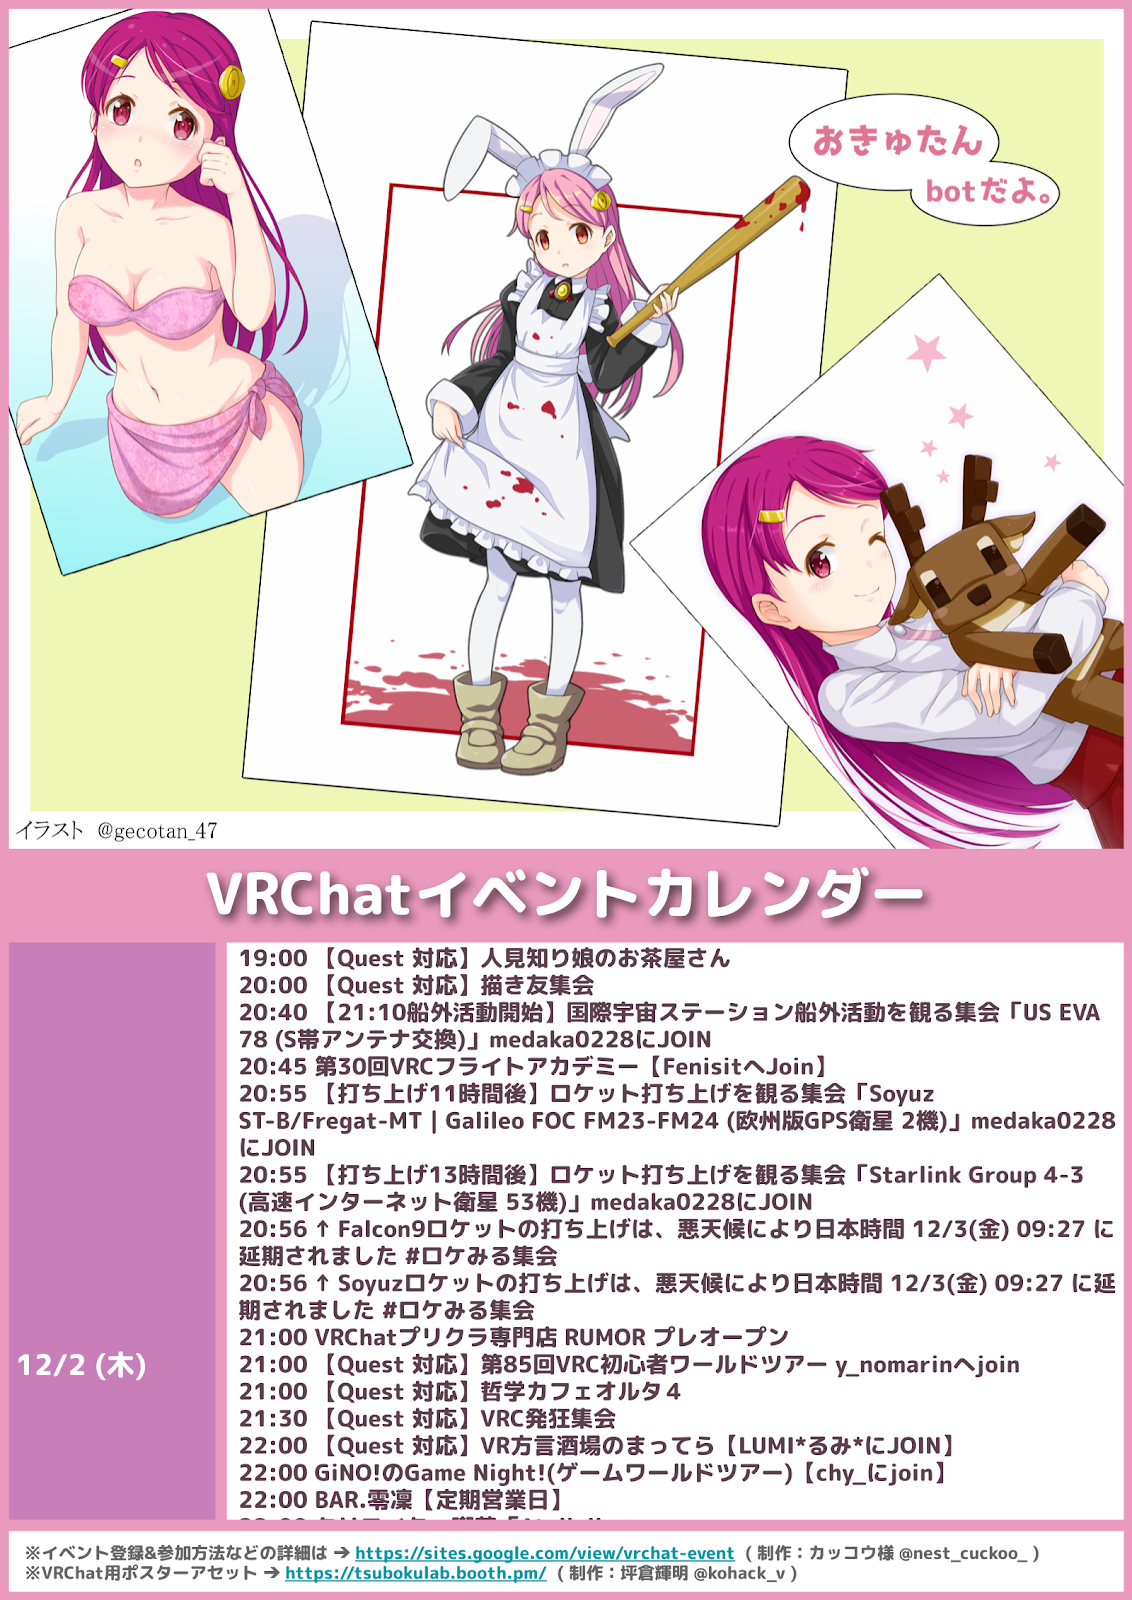 おきゅたん
botだよ。
イラスト @gecotan_47
VRChatイベントカレンダー
12/2 (木)
19:00 【Quest 対応】人見知り娘のお茶屋さん
20:00 【Quest 対応】描き友集会
20:40 【21:10船外活動開始】国際宇宙ステーション船外活動を観る集会「US EVA
78 (S帯アンテナ交換)」medaka0228にJOIN
20:45 第30回VRCフライトアカデミー【FenisitへJoin】
20:55 【打ち上げ11時間後】ロケット打ち上げを観る集会「Soyuz
ST-B/Fregat-MT | Galileo FOC FM23-FM24 (欧州版GPS衛星 2機)」medaka0228
にJOIN
20:55 【打ち上げ13時間後】ロケット打ち上げを観る集会「Starlink Group 4-3
(高速インターネット衛星 53機)」medaka0228にJOIN
20:56 ↑ Falcon9ロケットの打ち上げは、悪天候により日本時間 12/3(金) 09:27 に
延期されました #ロケみる集会
20:56 ↑ Soyuzロケットの打ち上げは、悪天候により日本時間 12/3(金) 09:27 に延
期されました #ロケみる集会
21:00 VRChatプリクラ専門店 RUMOR プレオープン
21:00 【Quest 対応】第85回VRC初心者ワールドツアー y_nomarinへjoin
21:00 【Quest 対応】哲学カフェオルタ４
21:30 【Quest 対応】VRC発狂集会
22:00 【Quest 対応】VR方言酒場のまってら【LUMI*るみ*にJOIN】
22:00 GiNO!のGame Night!(ゲームワールドツアー)【chy_にjoin】
22:00 BAR.零凜【定期営業日】
※イベント登録&参加方法などの詳細は → https://sites.google.com/view/vrchat-event （ 制作：カッコウ様 @nest_cuckoo_ ）
※VRChat用ポスターアセット → https://tsubokulab.booth.pm/ （ 制作：坪倉輝明 @kohack_v ）